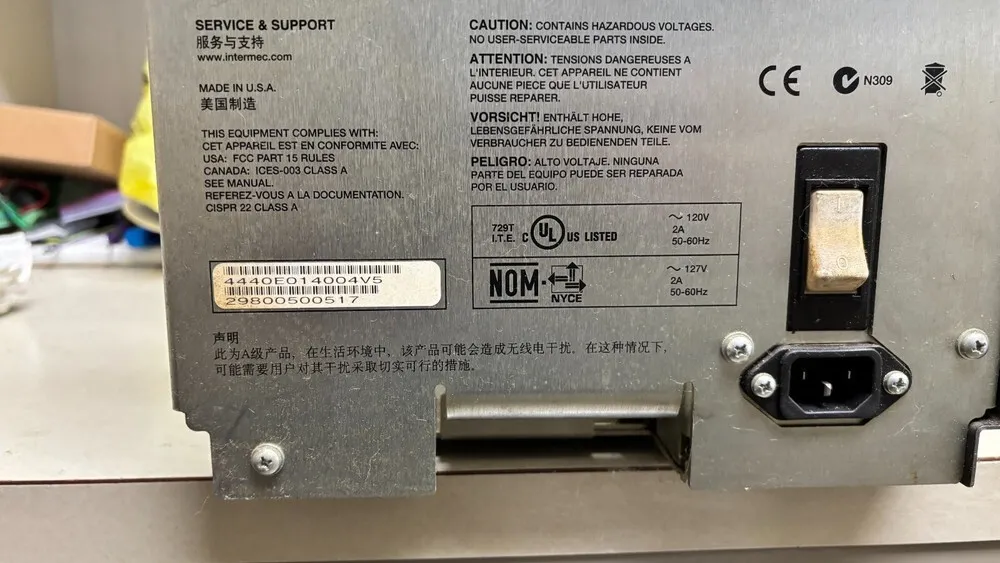 SERVICE & SUPPORT
服务与支持
www.intermec.com
MADE IN U.S.A.
美国制造
THIS EQUIPMENT COMPLIES WITH:
CET APPAREIL EST EN CONFORMITE AVEC:
USA: FCC PART 15 RULES
CANADA: ICES-003 CLASS A
SEE MANUAL.
REFEREZ-VOUS A LA DOCUMENTATION.
CISPR 22 CLASS A
4440E014004V5
29800500517
声明
此为A级产品，在生活环境中，该产品可能会造成无线电干扰。在这种情况下，
可能需要用户对其干扰采取切实可行的措施。
CAUTION: CONTAINS HAZARDOUS VOLTAGES.
NO USER-SERVICEABLE PARTS INSIDE.
ATTENTION: TENSIONS DANGEREUSES A
L'INTERIEUR. CET APPAREIL NE CONTIENT
AUCUNE PIECE QUE L'UTILISATEUR
PUISSE REPARER.
VORSICHT! ENTHÄLT HOHE,
LEBENSGEFÄHRLICHE SPANNUNG, KEINE VOM
VERBRAUCHER ZU BEDIENENDEN TEILE.
PELIGRO: ALTO VOLTAJE. NINGUNA
PARTE DEL EQUIPO PUEDE SER REPARADA
POR EL USUARIO.
729T
I.T.E. C UL US LISTED
~ 120V
2A
50-60Hz
NOM-NYCE
~ 127V
2A
50-60Hz
CE
N309